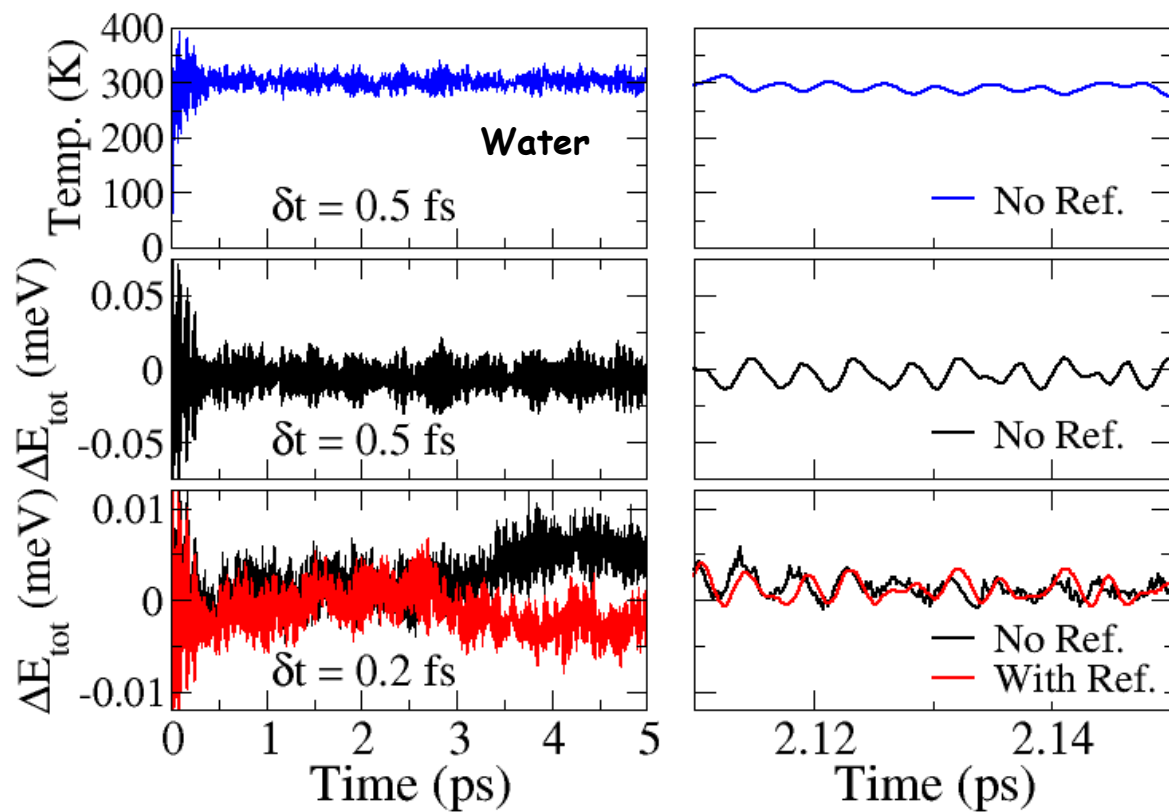 Temp. (K)
400
300
200
100
0
Water
δt = 0.5 fs
No Ref.
ΔE_tot (meV)
0.05
0
-0.05
δt = 0.5 fs
No Ref.
ΔE_tot (meV)
0.01
0
-0.01
δt = 0.2 fs
No Ref.
With Ref.
0 1 2 3 4 5
2.12 2.14
Time (ps)
Time (ps)